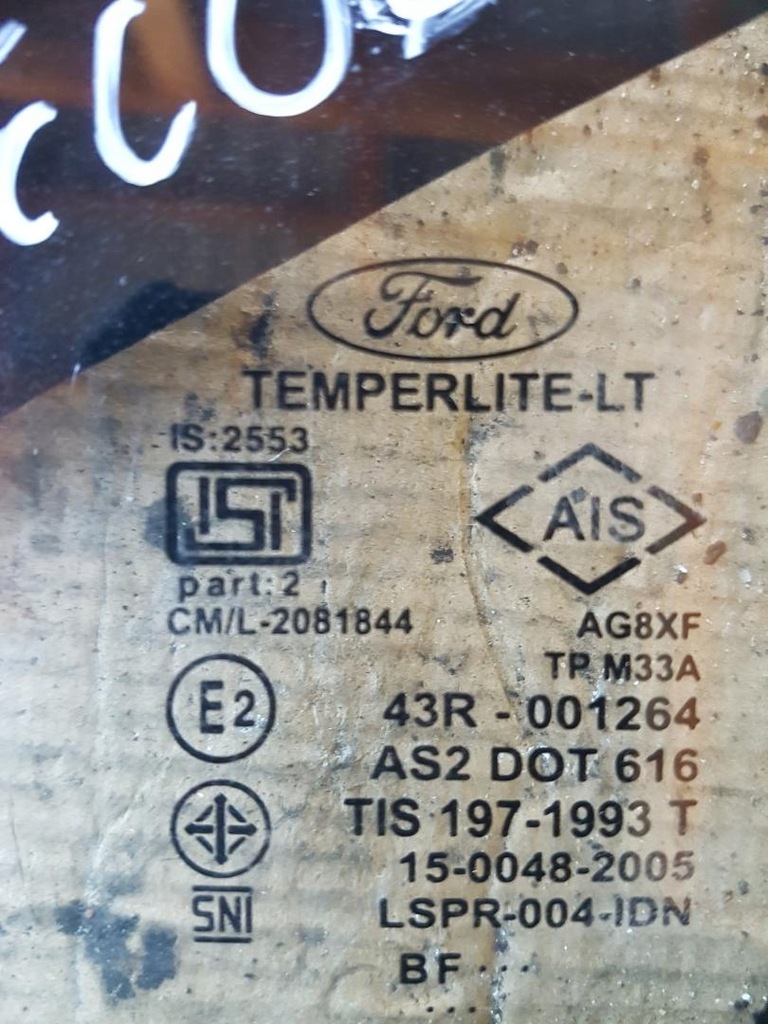 Ford
TEMPERLITE-LT
IS:2553
ISI
AIS
part:2
CM/L-2081844
AG8XF
TP M33A
E2 43R - 001264
AS2 DOT 616
TIS 197-1993 T
15-0048-2005
SNI LSPR-004-IDN
BF ···
···